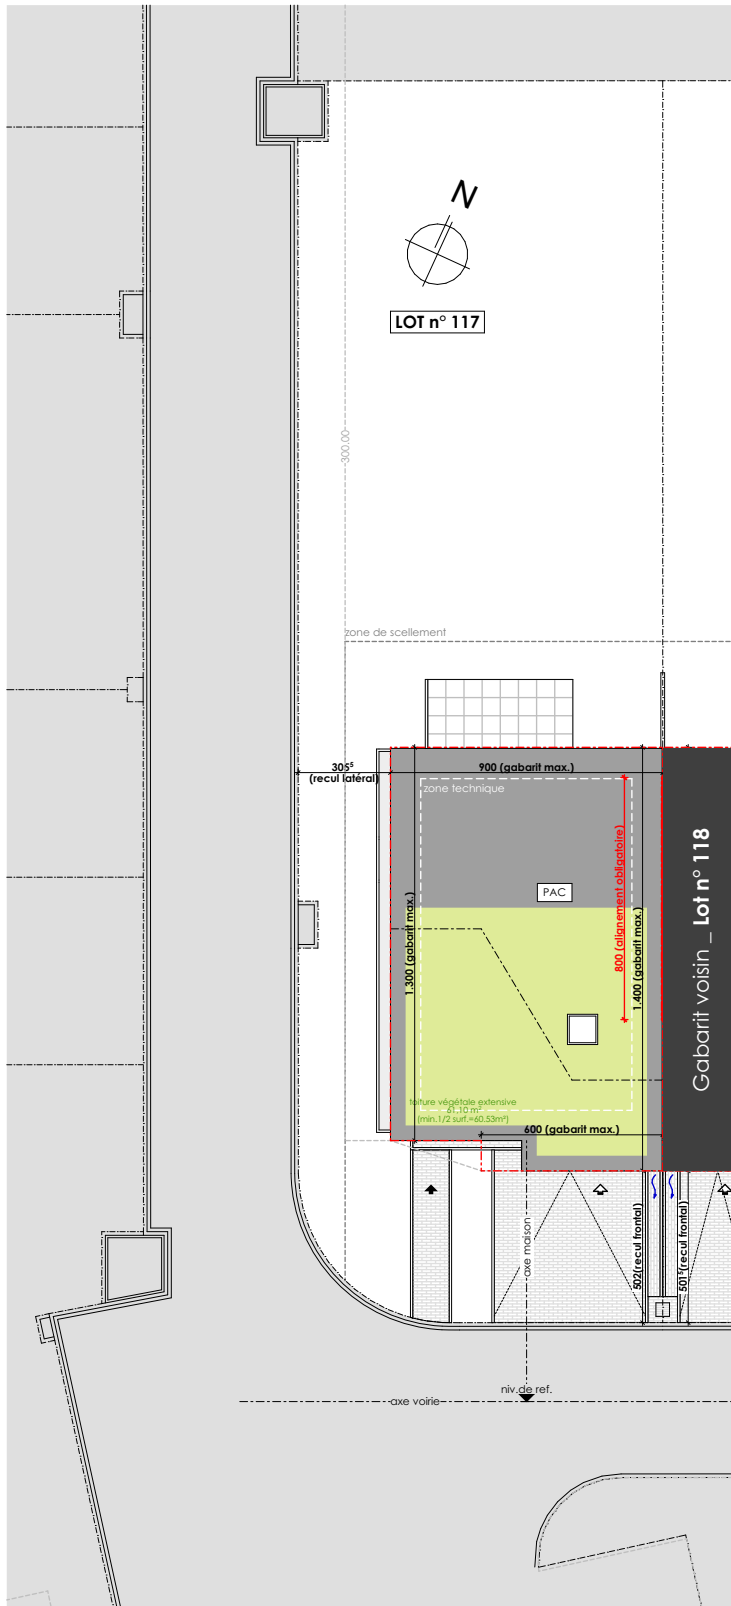 N
LOT n° 117
300.00
zone de scellement
305⁵
(recul latéral)
900 (gabarit max.)
zone technique
PAC
800 (alignement obligatoire)
1.300 (gabarit max.)
1.400 (gabarit max.)
Gabarit voisin _ Lot n° 118
toiture végétale extensive
61,10 m²
(min.1/2 surf.=60.53m²)
600 (gabarit max.)
axe maison
502(recul frontal)
501⁵(recul frontal)
niv.de ref.
axe voirie